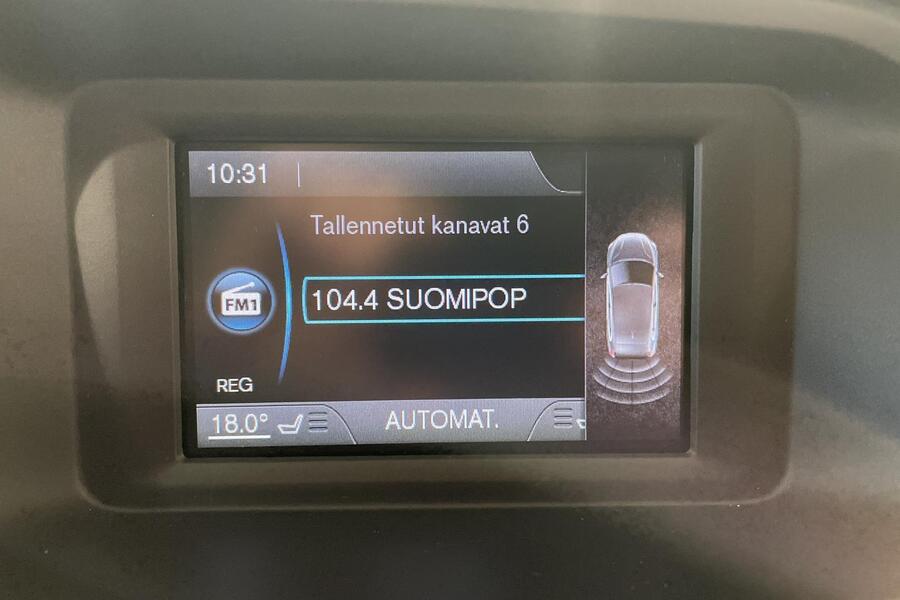 10:31
Tallennetut kanavat 6
FM1
104.4 SUOMIPOP
REG
18.0°
AUTOMAT.